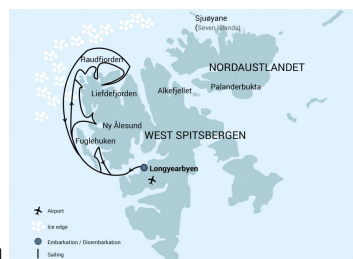 Sjuøyane
(Seven Islands)
Raudfjorden
NORDAUSTLANDET
Liefdefjorden
Alkefjellet
Palanderbukta
Ny Ålesund
WEST SPITSBERGEN
Fuglehuken
Longyearbyen
Airport
Ice edge
Embarkation / Disembarkation
Sailing